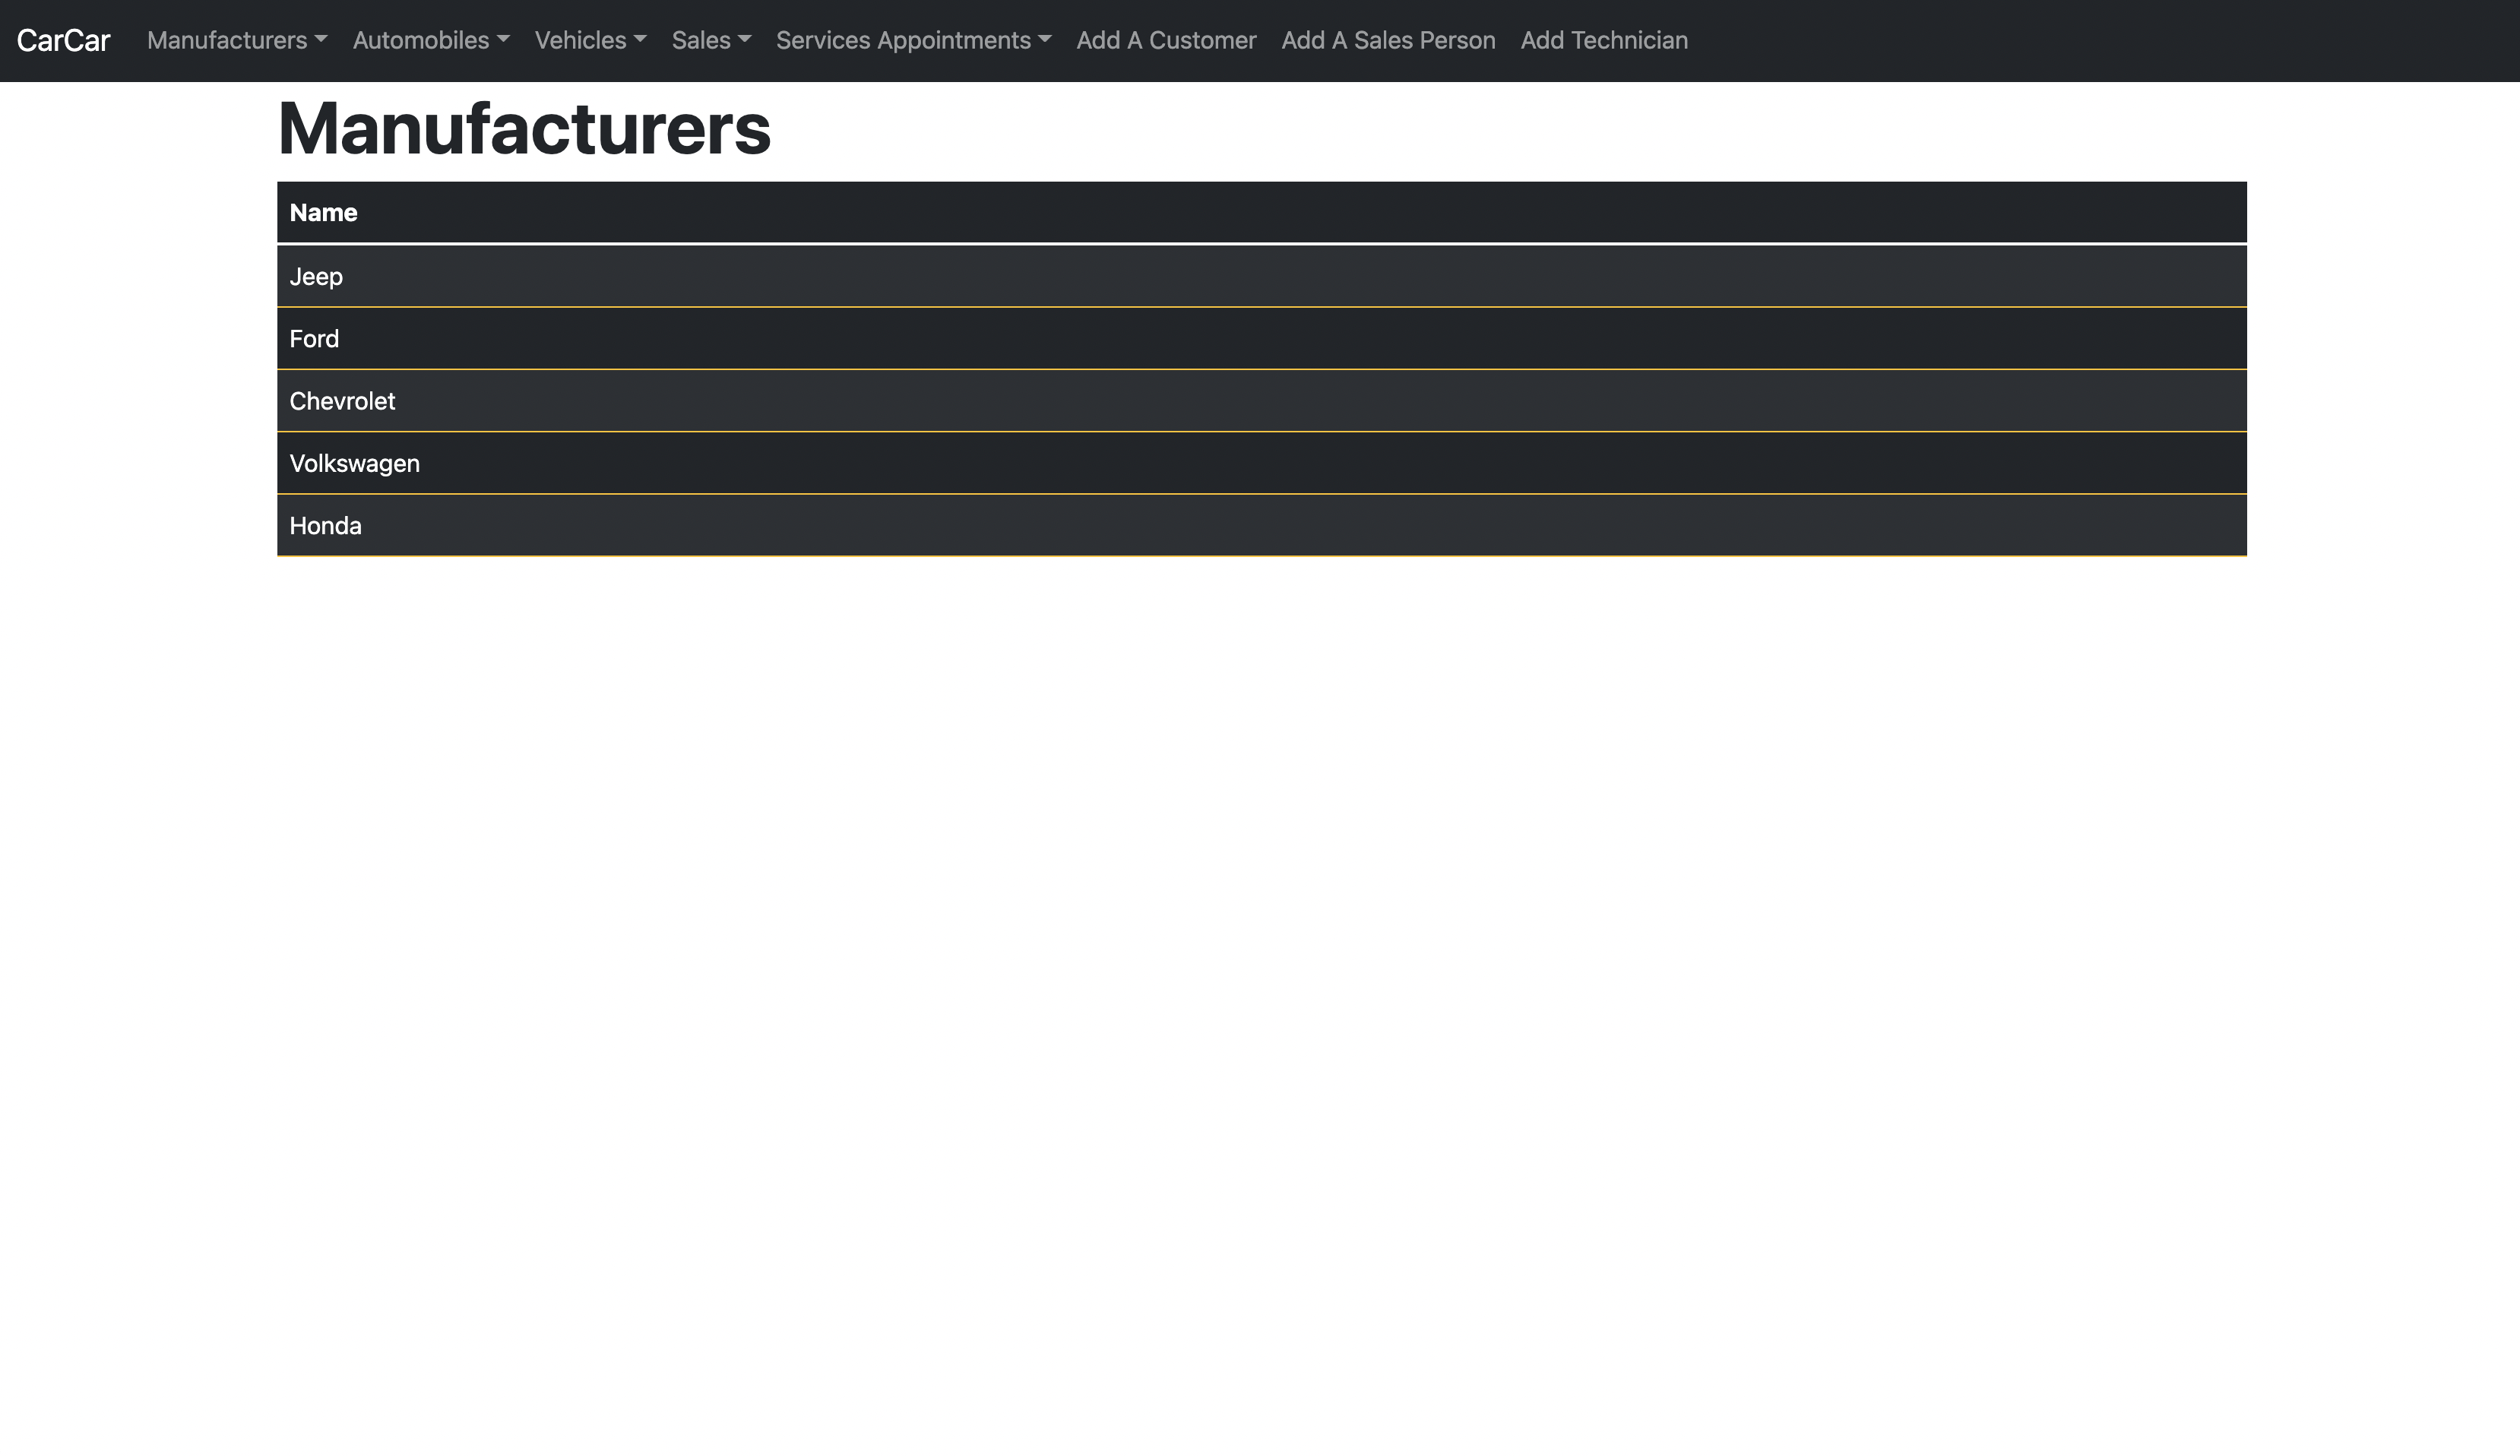 CarCar Manufacturers Automobiles Vehicles Sales Services Appointments Add A Customer Add A Sales Person Add Technician
Manufacturers
Name
Jeep
Ford
Chevrolet
Volkswagen
Honda